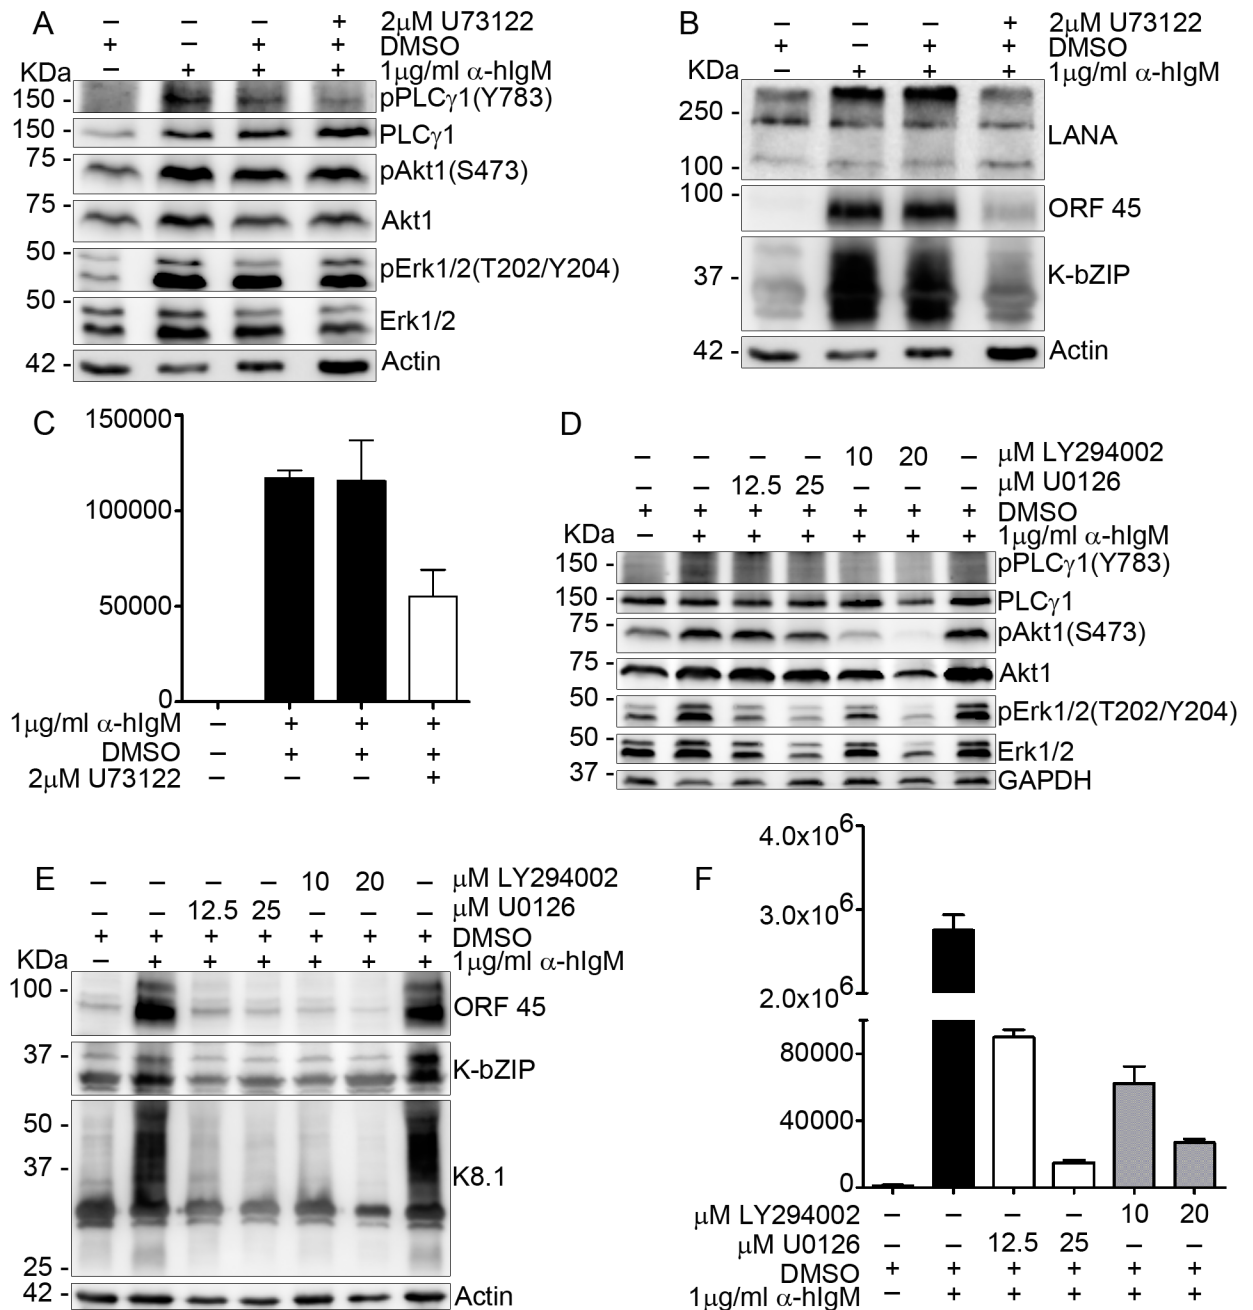 A
– – – + 2μM U73122
+ – + + DMSO
KDa – + + + 1μg/ml α-hIgM
150 - pPLCγ1(Y783)
150 - PLCγ1
75 - pAkt1(S473)
75 - Akt1
50 - pErk1/2(T202/Y204)
50 - Erk1/2
42 - Actin
B
– – – + 2μM U73122
+ – + + DMSO
KDa – + + + 1μg/ml α-hIgM
250 -
LANA
100 -
100 - ORF 45
37 - K-bZIP
42 - Actin
C
150000
100000
50000
0
1μg/ml α-hIgM – + + +
DMSO – + + +
2μM U73122 – – – +
D
– – – – 10 20 – μM LY294002
– – 12.5 25 – – – μM U0126
+ + + + + + + DMSO
KDa – + + + + + + 1μg/ml α-hIgM
150 - pPLCγ1(Y783)
150 - PLCγ1
75 - pAkt1(S473)
75 - Akt1
50 - pErk1/2(T202/Y204)
50 - Erk1/2
37 - GAPDH
E
– – – – 10 20 – μM LY294002
– – 12.5 25 – – – μM U0126
+ + + + + + + DMSO
KDa – + + + + + + 1μg/ml α-hIgM
100 - ORF 45
37 - K-bZIP
50 -
37 - K8.1
25 -
42 - Actin
F
4.0x10⁶
3.0x10⁶
2.0x10⁶
80000
40000
0
μM LY294002 – – – – 10 20
μM U0126 – – 12.5 25 – –
DMSO + + + + + +
1μg/ml α-hIgM – + + + + +